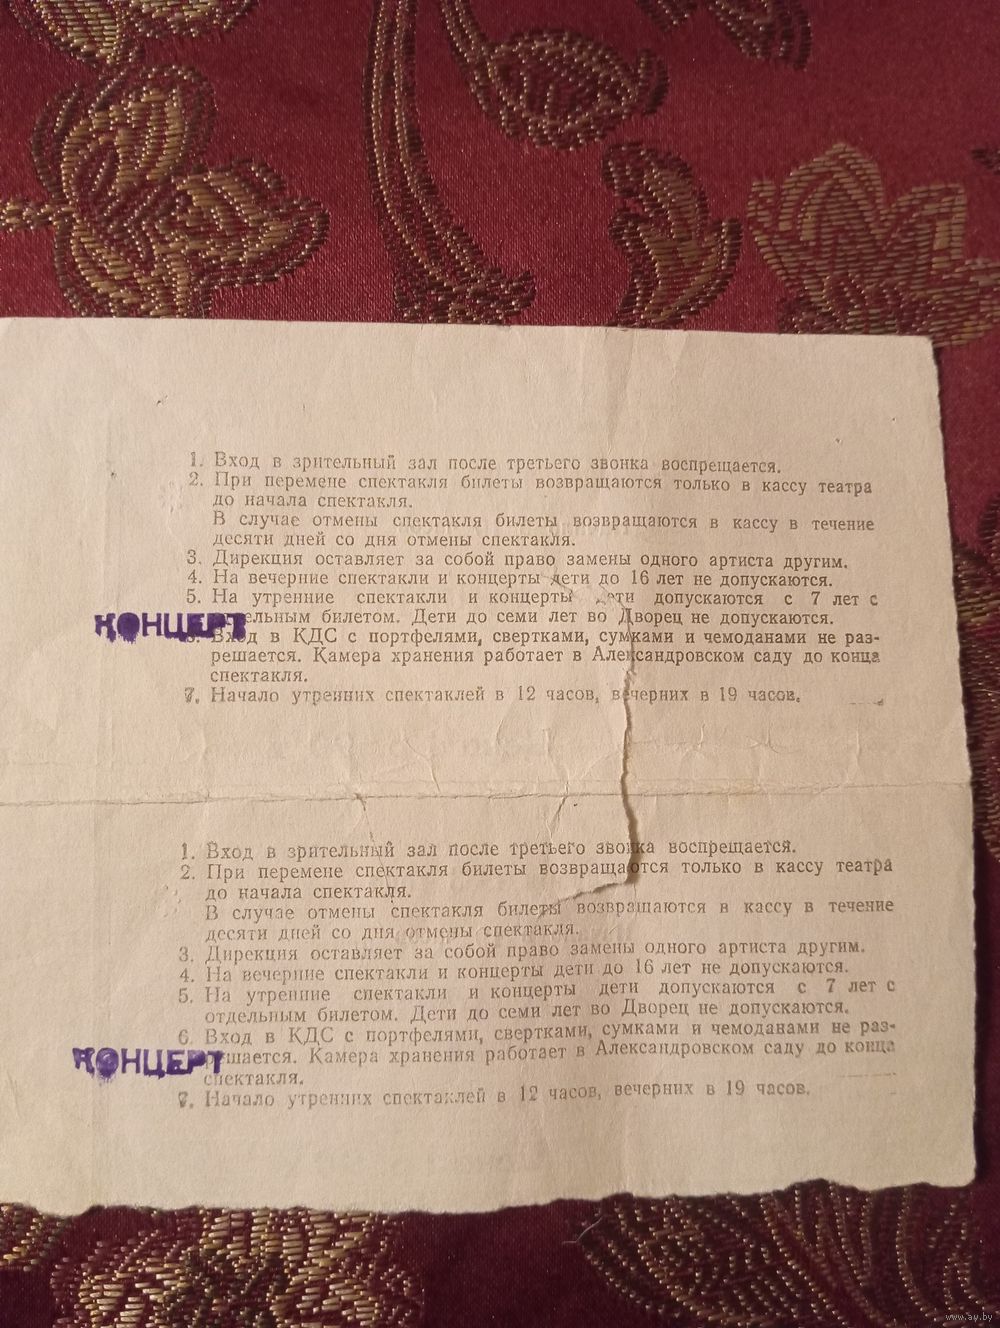 1. Вход в зрительный зал после третьего звонка воспрещается.
2. При перемене спектакля билеты возвращаются только в кассу театра
до начала спектакля.
В случае отмены спектакля билеты возвращаются в кассу в течение
десяти дней со дня отмены спектакля.
3. Дирекция оставляет за собой право замены одного артиста другим.
4. На вечерние спектакли и концерты дети до 16 лет не допускаются.
5. На утренние спектакли и концерты дети допускаются с 7 лет с
отдельным билетом. Дети до семи лет во Дворец не допускаются.
КОНЦЕРТ
6. Вход в КДС с портфелями, свертками, сумками и чемоданами не раз-
решается. Камера хранения работает в Александровском саду до конца
спектакля.
7. Начало утренних спектаклей в 12 часов, вечерних в 19 часов.
1. Вход в зрительный зал после третьего звонка воспрещается.
2. При перемене спектакля билеты возвращаются только в кассу театра
до начала спектакля.
В случае отмены спектакля билеты возвращаются в кассу в течение
десяти дней со дня отмены спектакля.
3. Дирекция оставляет за собой право замены одного артиста другим.
4. На вечерние спектакли и концерты дети до 16 лет не допускаются.
5. На утренние спектакли и концерты дети допускаются с 7 лет с
отдельным билетом. Дети до семи лет во Дворец не допускаются.
6. Вход в КДС с портфелями, свертками, сумками и чемоданами не раз-
КОНЦЕРТ
решается. Камера хранения работает в Александровском саду до конца
спектакля.
7. Начало утренних спектаклей в 12 часов, вечерних в 19 часов.
www.ay.by